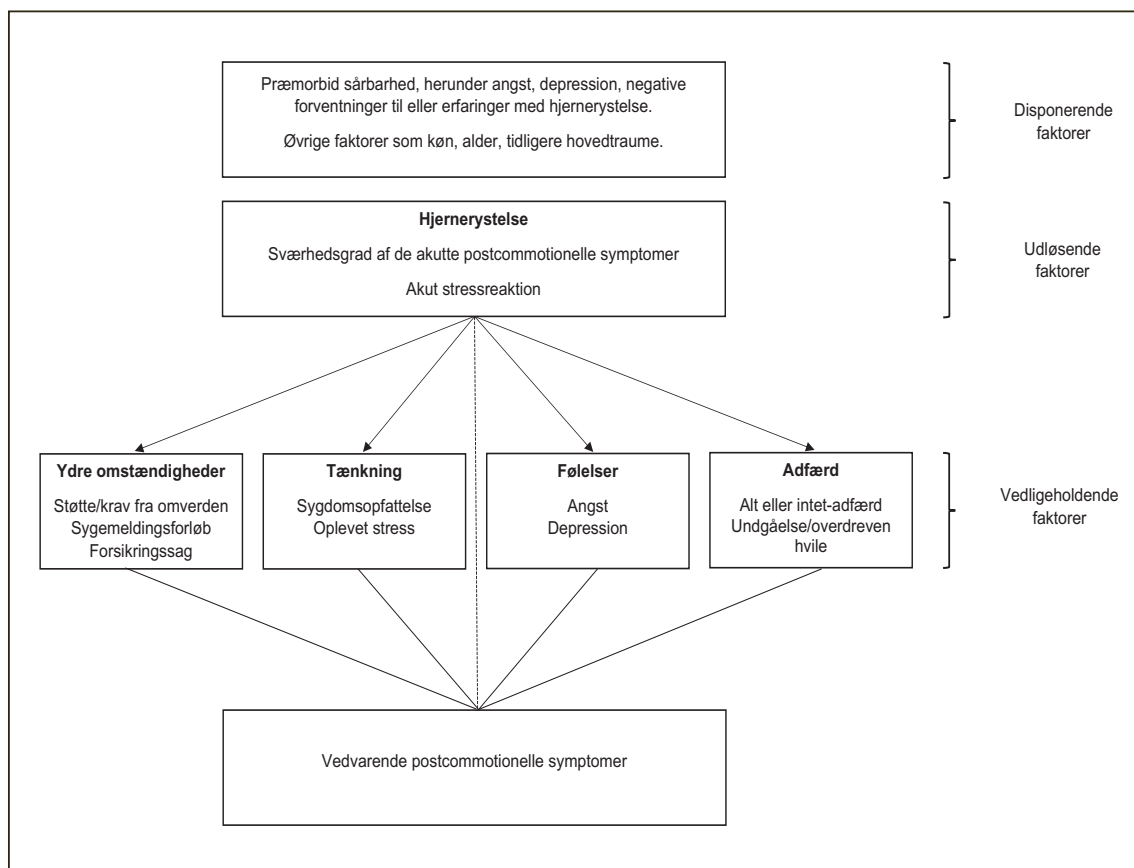 Præmorbid sårbarhed, herunder angst, depression, negative
forventninger til eller erfaringer med hjernerystelse.
Øvrige faktorer som køn, alder, tidligere hovedtraume.
Disponerende
faktorer
Hjernerystelse
Sværhedsgrad af de akutte postcommotionelle symptomer
Akut stressreaktion
Udløsende
faktorer
Ydre omstændigheder
Støtte/krav fra omverden
Sygemeldingsforløb
Forsikringssag
Tænkning
Sygdomsopfattelse
Oplevet stress
Følelser
Angst
Depression
Adfærd
Alt eller intet-adfærd
Undgåelse/overdreven
hvile
Vedligeholdende
faktorer
Vedvarende postcommotionelle symptomer